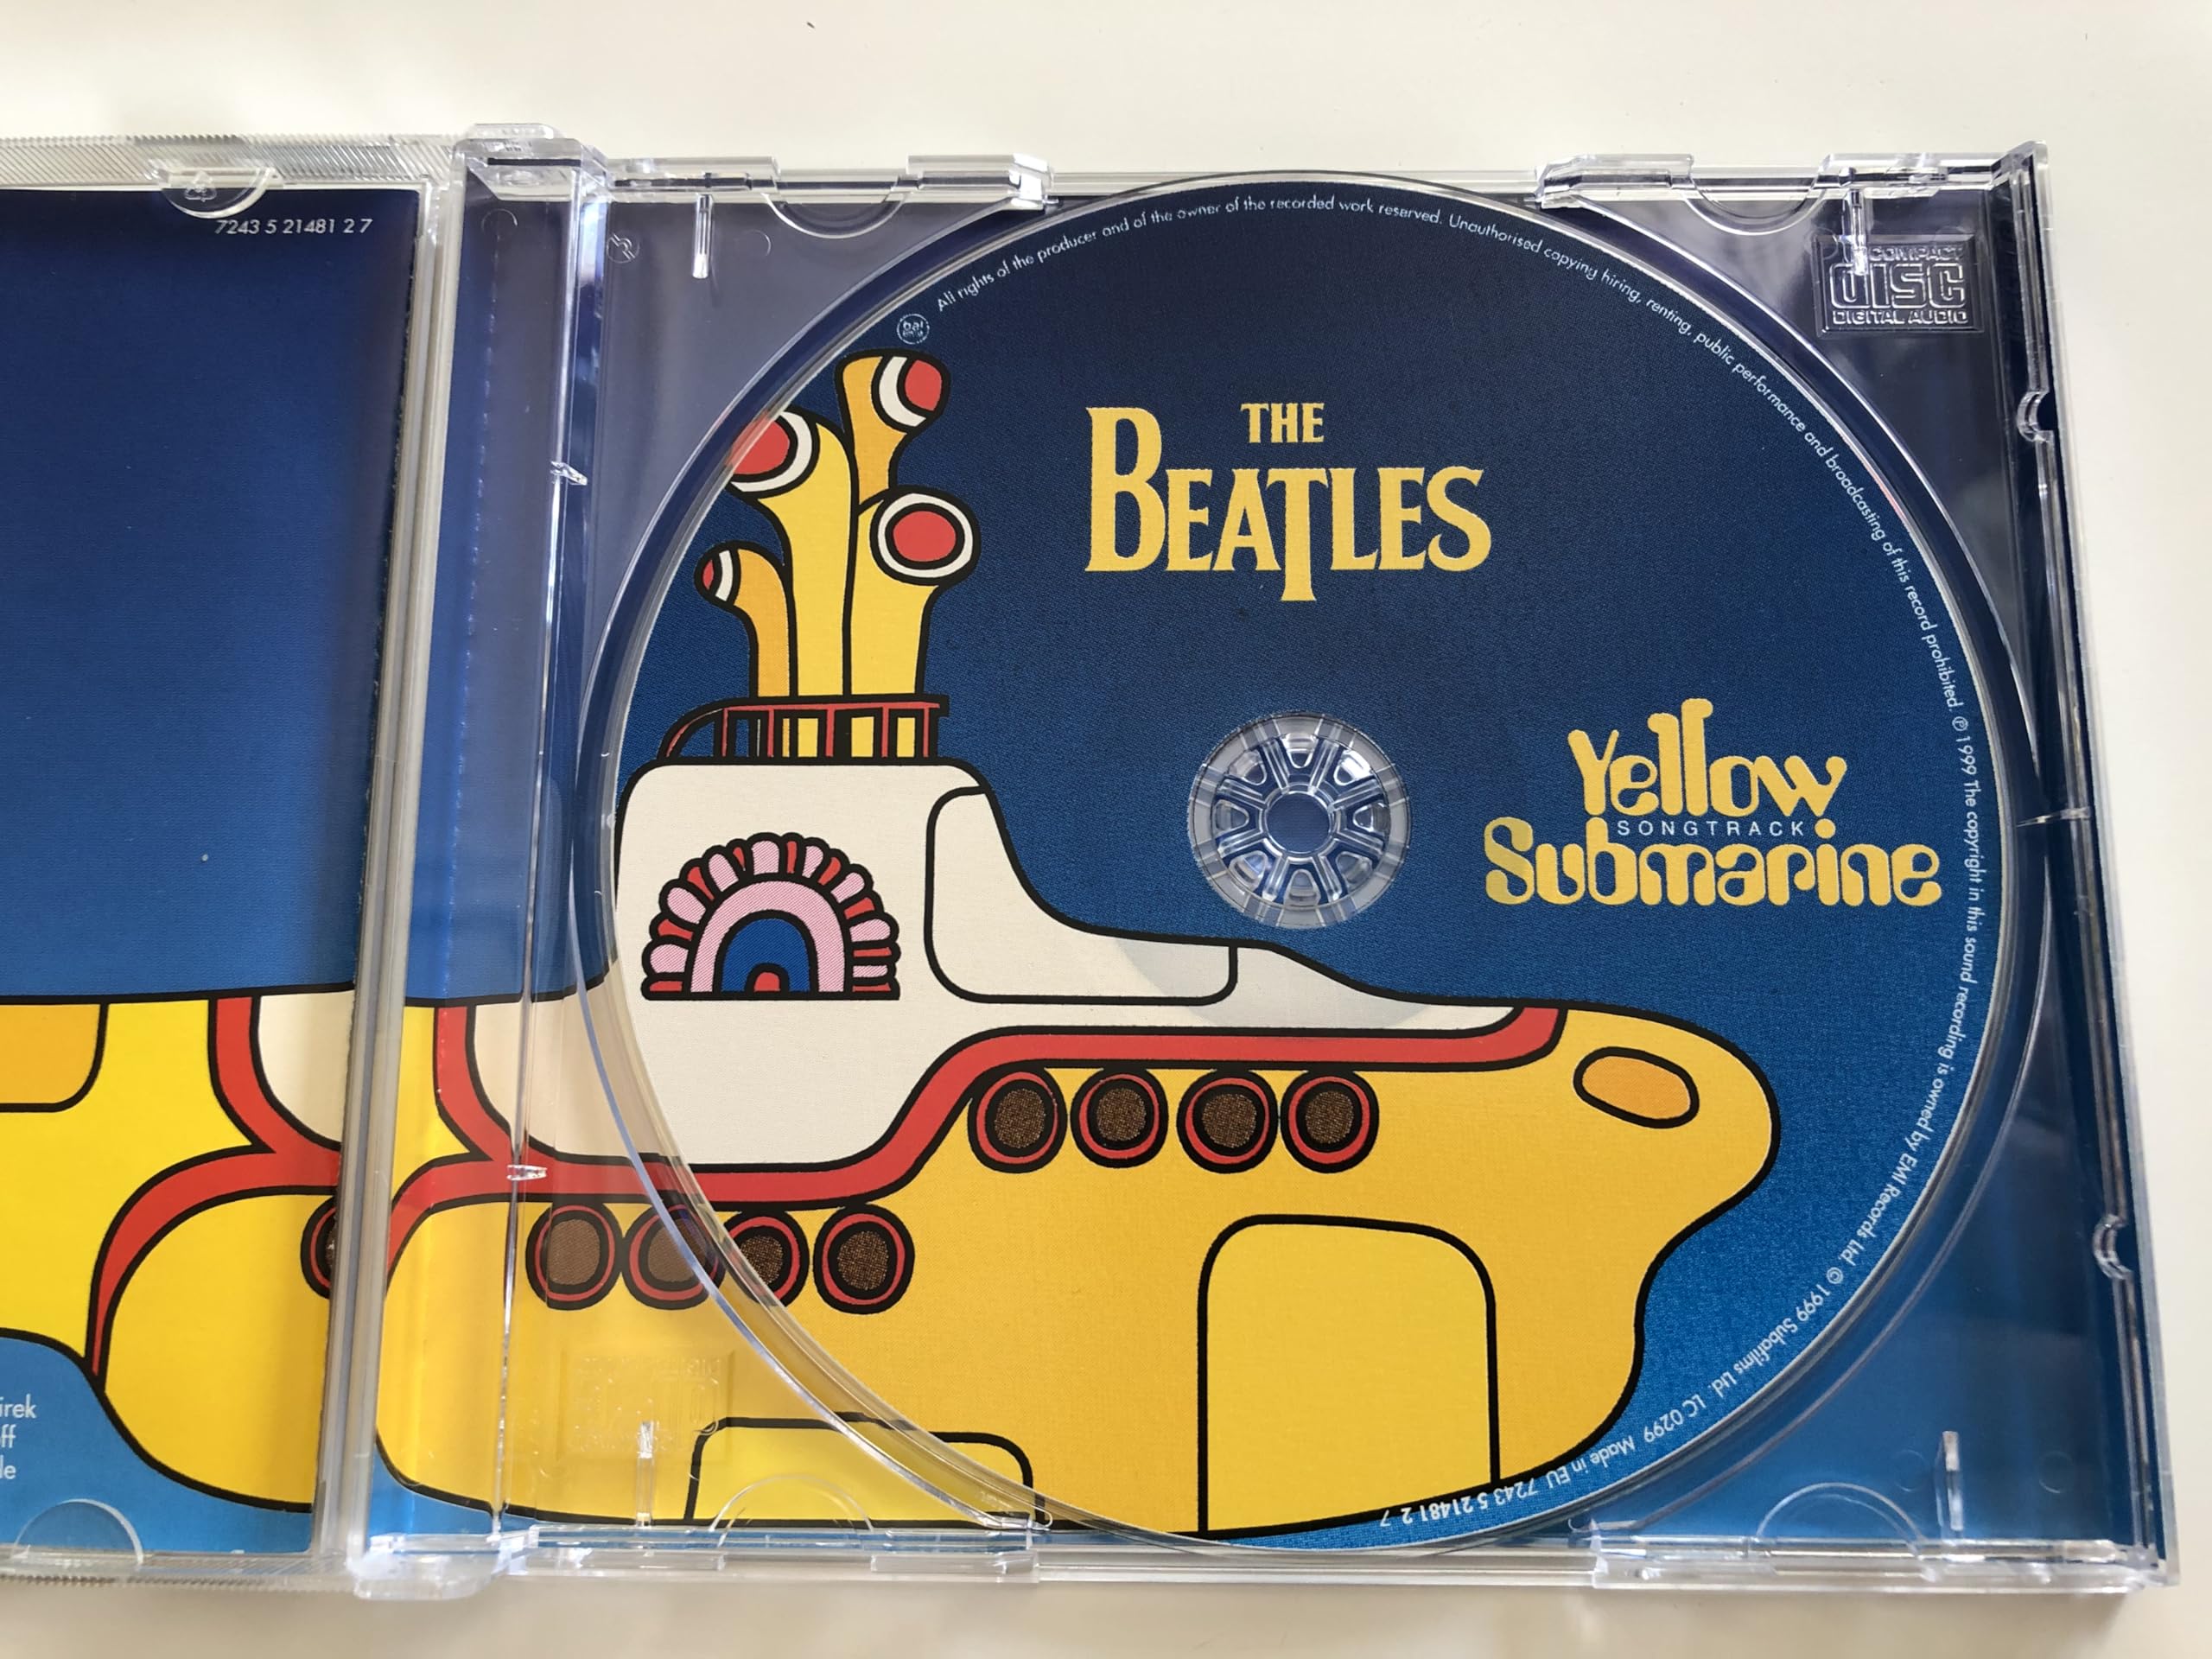 7243 5 21481 2 7
COMPACT
DISC
DIGITAL AUDIO
All rights of the producer and of the owner of the recorded work reserved. Unauthorised copying hiring, renting, public performance and broadcasting of this record prohibited. ℗ 1999 The copyright in this sound recording is owned by EMI Records Ltd. © 1999 Subafilms Ltd. LC 0299 Made in EU 7243 5 21481 2 7
THE
BEATLES
Yellow
SONGTRACK
Submarine
irek
ff
le